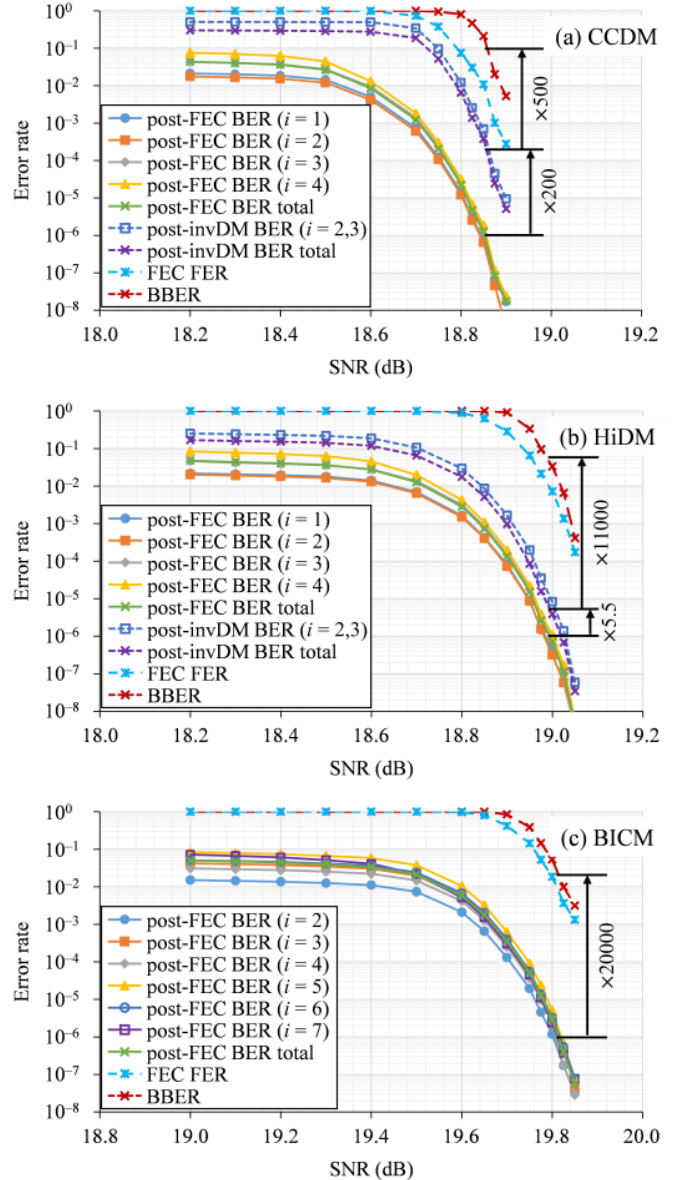 (a) CCDM
10⁰
10⁻¹
10⁻²
10⁻³
10⁻⁴
10⁻⁵
10⁻⁶
10⁻⁷
10⁻⁸
Error rate
post-FEC BER (i = 1)
post-FEC BER (i = 2)
post-FEC BER (i = 3)
post-FEC BER (i = 4)
post-FEC BER total
post-invDM BER (i = 2,3)
post-invDM BER total
FEC FER
BBER
×500
×200
18.0 18.2 18.4 18.6 18.8 19.0 19.2
SNR (dB)
(b) HiDM
10⁰
10⁻¹
10⁻²
10⁻³
10⁻⁴
10⁻⁵
10⁻⁶
10⁻⁷
10⁻⁸
Error rate
post-FEC BER (i = 1)
post-FEC BER (i = 2)
post-FEC BER (i = 3)
post-FEC BER (i = 4)
post-FEC BER total
post-invDM BER (i = 2,3)
post-invDM BER total
FEC FER
BBER
×11000
×5.5
18.0 18.2 18.4 18.6 18.8 19.0 19.2
SNR (dB)
(c) BICM
10⁰
10⁻¹
10⁻²
10⁻³
10⁻⁴
10⁻⁵
10⁻⁶
10⁻⁷
10⁻⁸
Error rate
post-FEC BER (i = 2)
post-FEC BER (i = 3)
post-FEC BER (i = 4)
post-FEC BER (i = 5)
post-FEC BER (i = 6)
post-FEC BER (i = 7)
post-FEC BER total
FEC FER
BBER
×20000
18.8 19.0 19.2 19.4 19.6 19.8 20.0
SNR (dB)